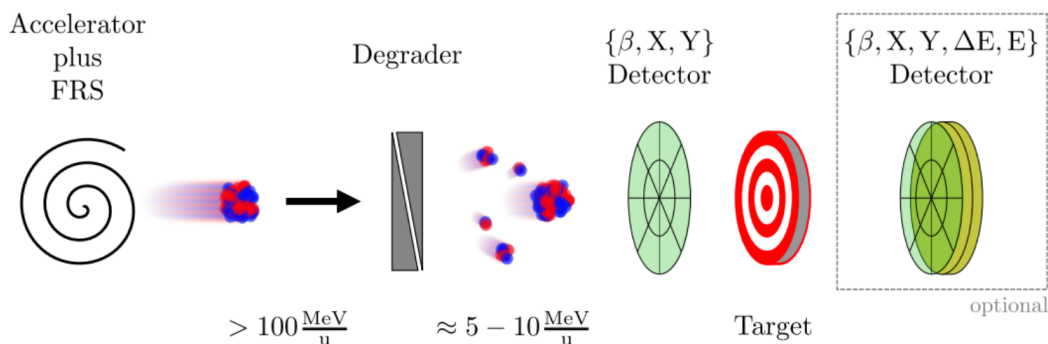 Accelerator
plus
FRS
Degrader
{β, X, Y}
Detector
{β, X, Y, ΔE, E}
Detector
optional
> 100 MeV/u
≈ 5 − 10 MeV/u
Target